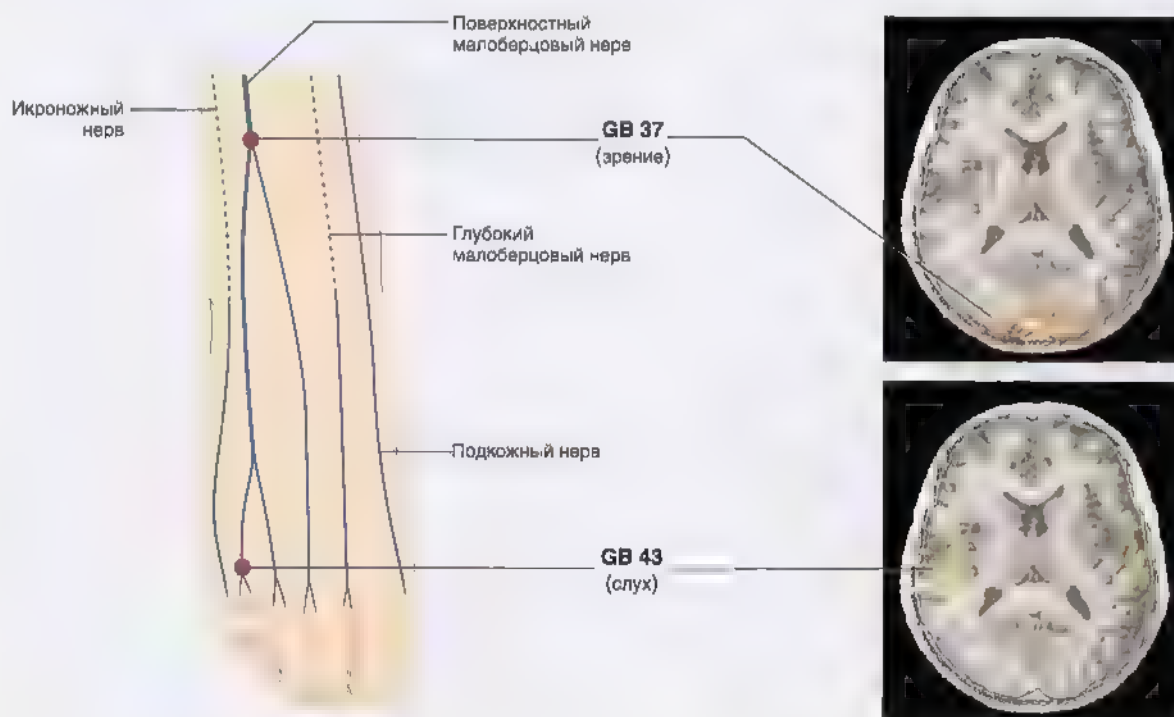 Поверхностный
малоберцовый нерв
Икроножный
нерв
GB 37
(зрение)
Глубокий
малоберцовый нерв
Подкожный нерв
GB 43
(слух)